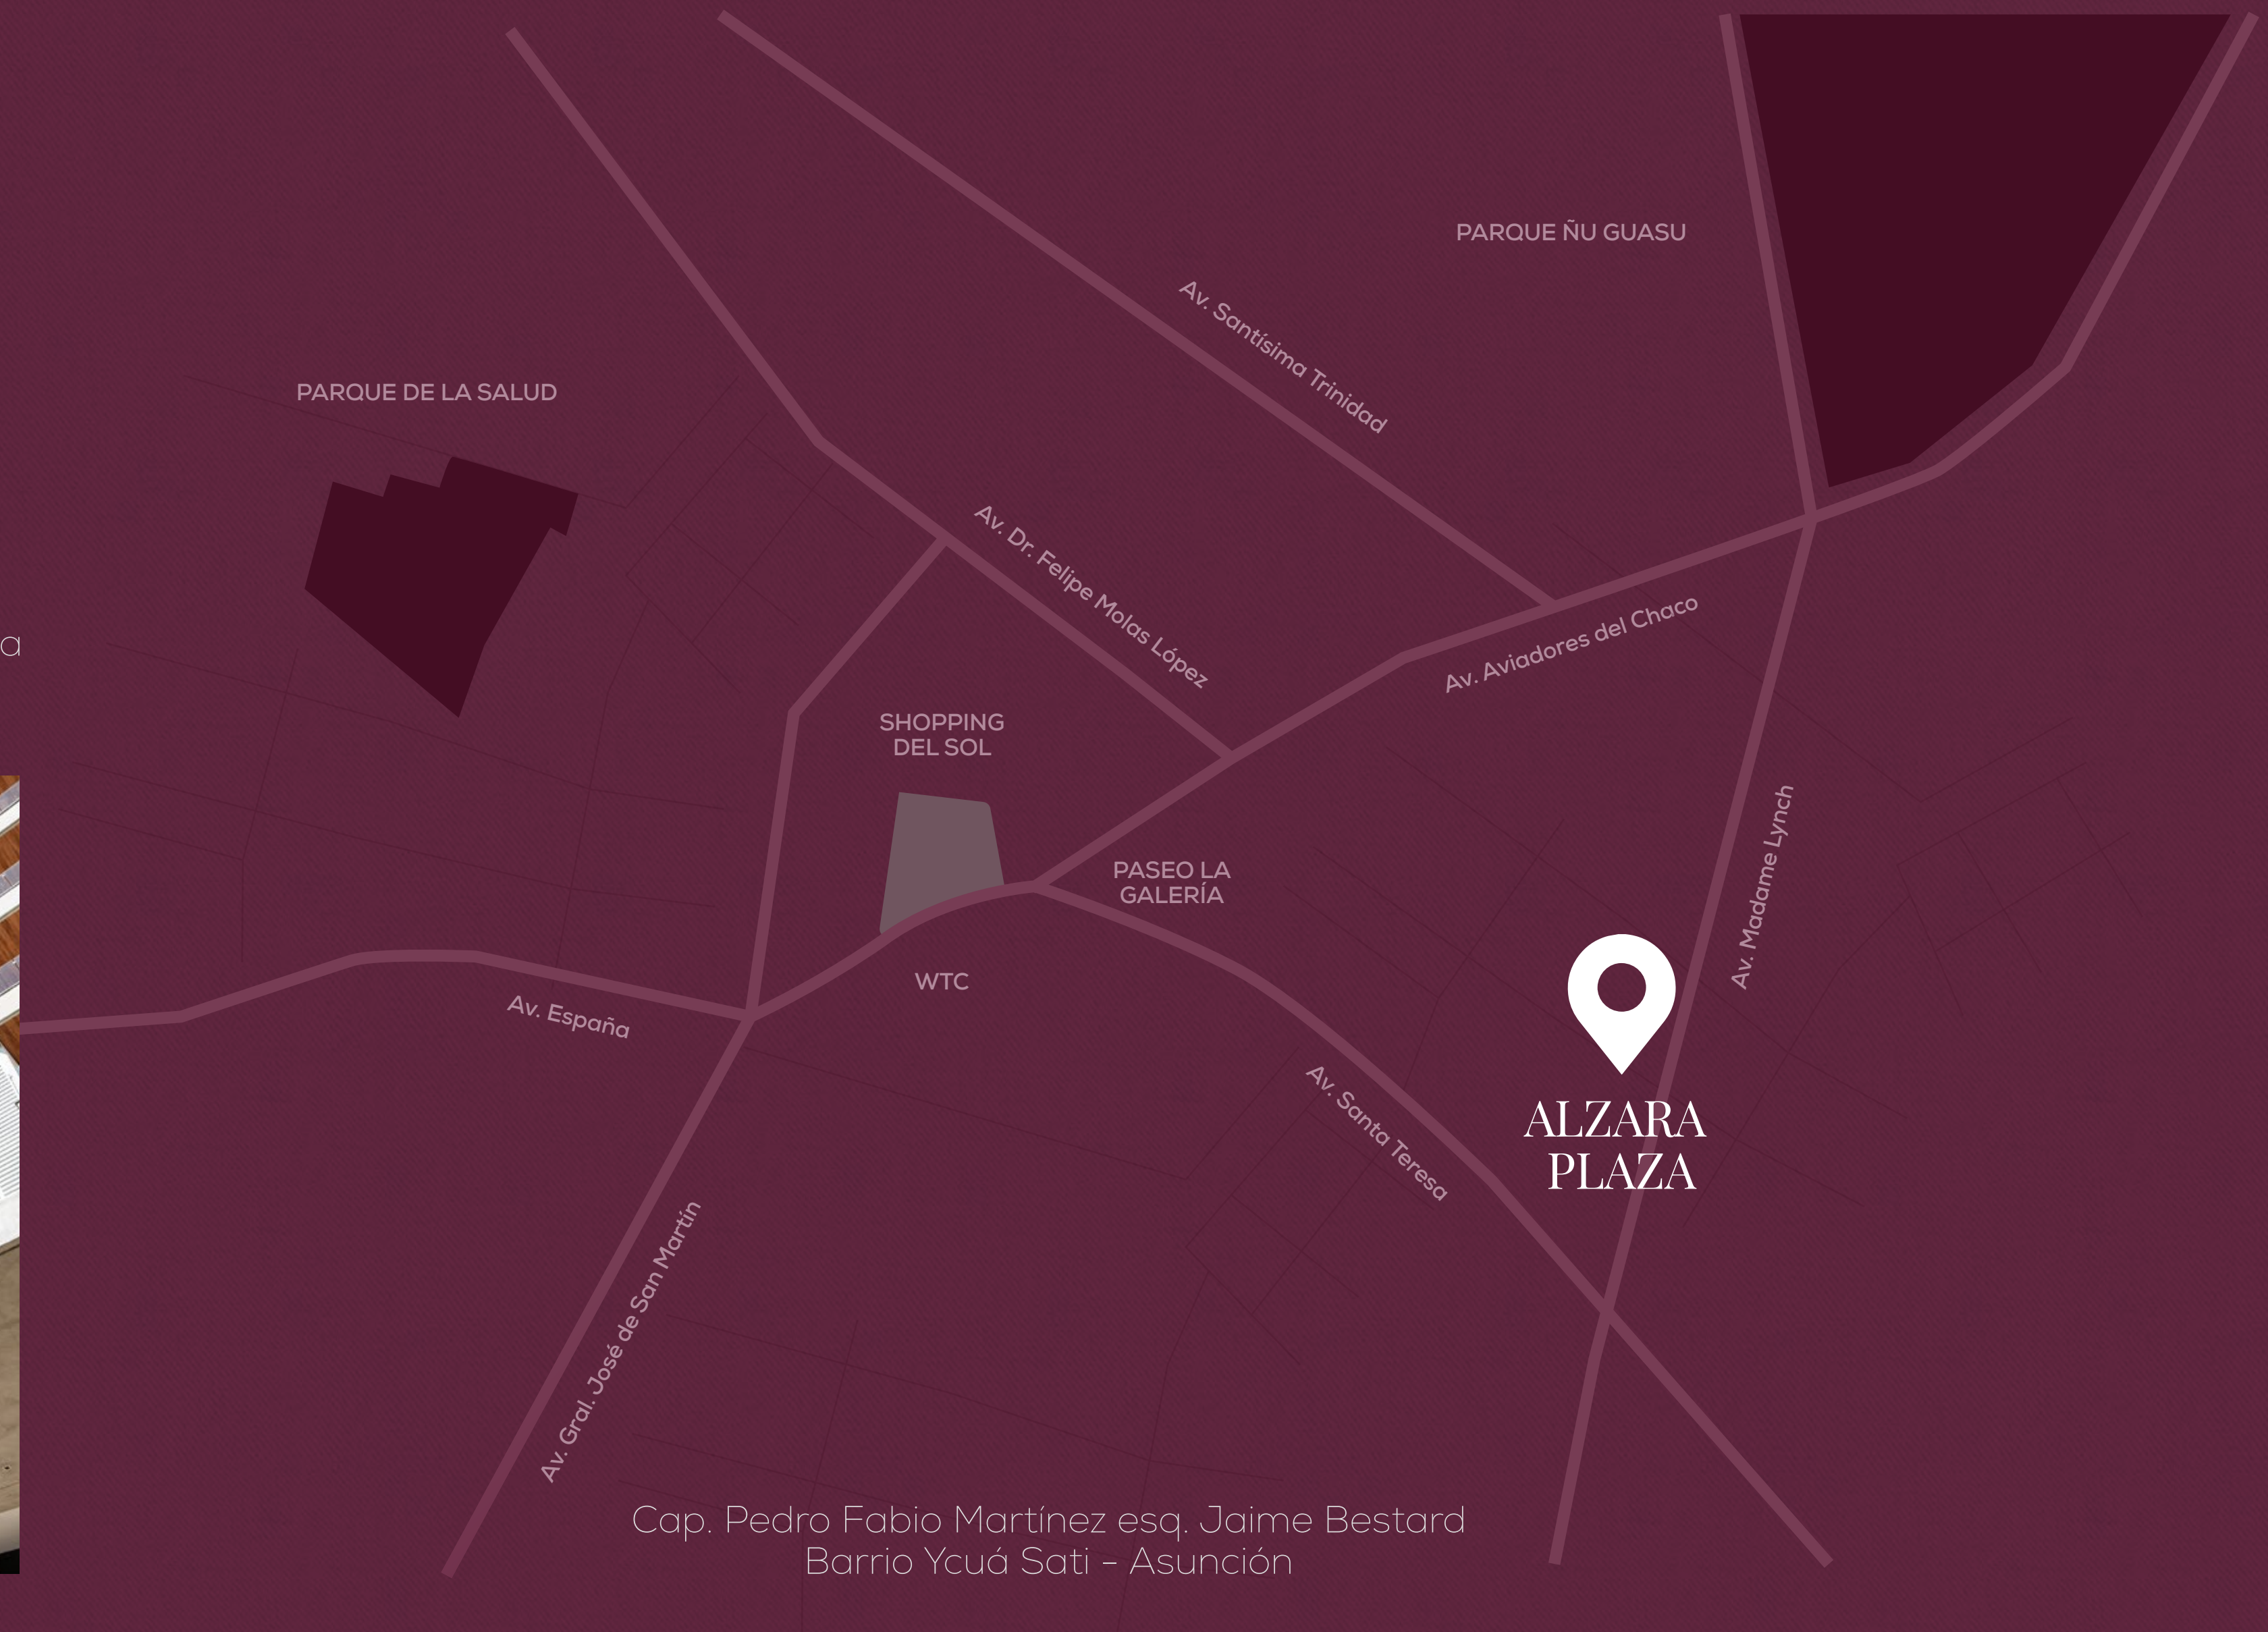 PARQUE ÑU GUASU
Av. Santísima Trinidad
PARQUE DE LA SALUD
Av. Dr. Felipe Molas López
Av. Aviadores del Chaco
a
SHOPPING
DEL SOL
Av. Madame Lynch
PASEO LA
GALERÍA
WTC
Av. España
Av. Santa Teresa
ALZARA
PLAZA
Av. Gral. José de San Martín
Cap. Pedro Fabio Martínez esq. Jaime Bestard
Barrio Ycuá Sati - Asunción